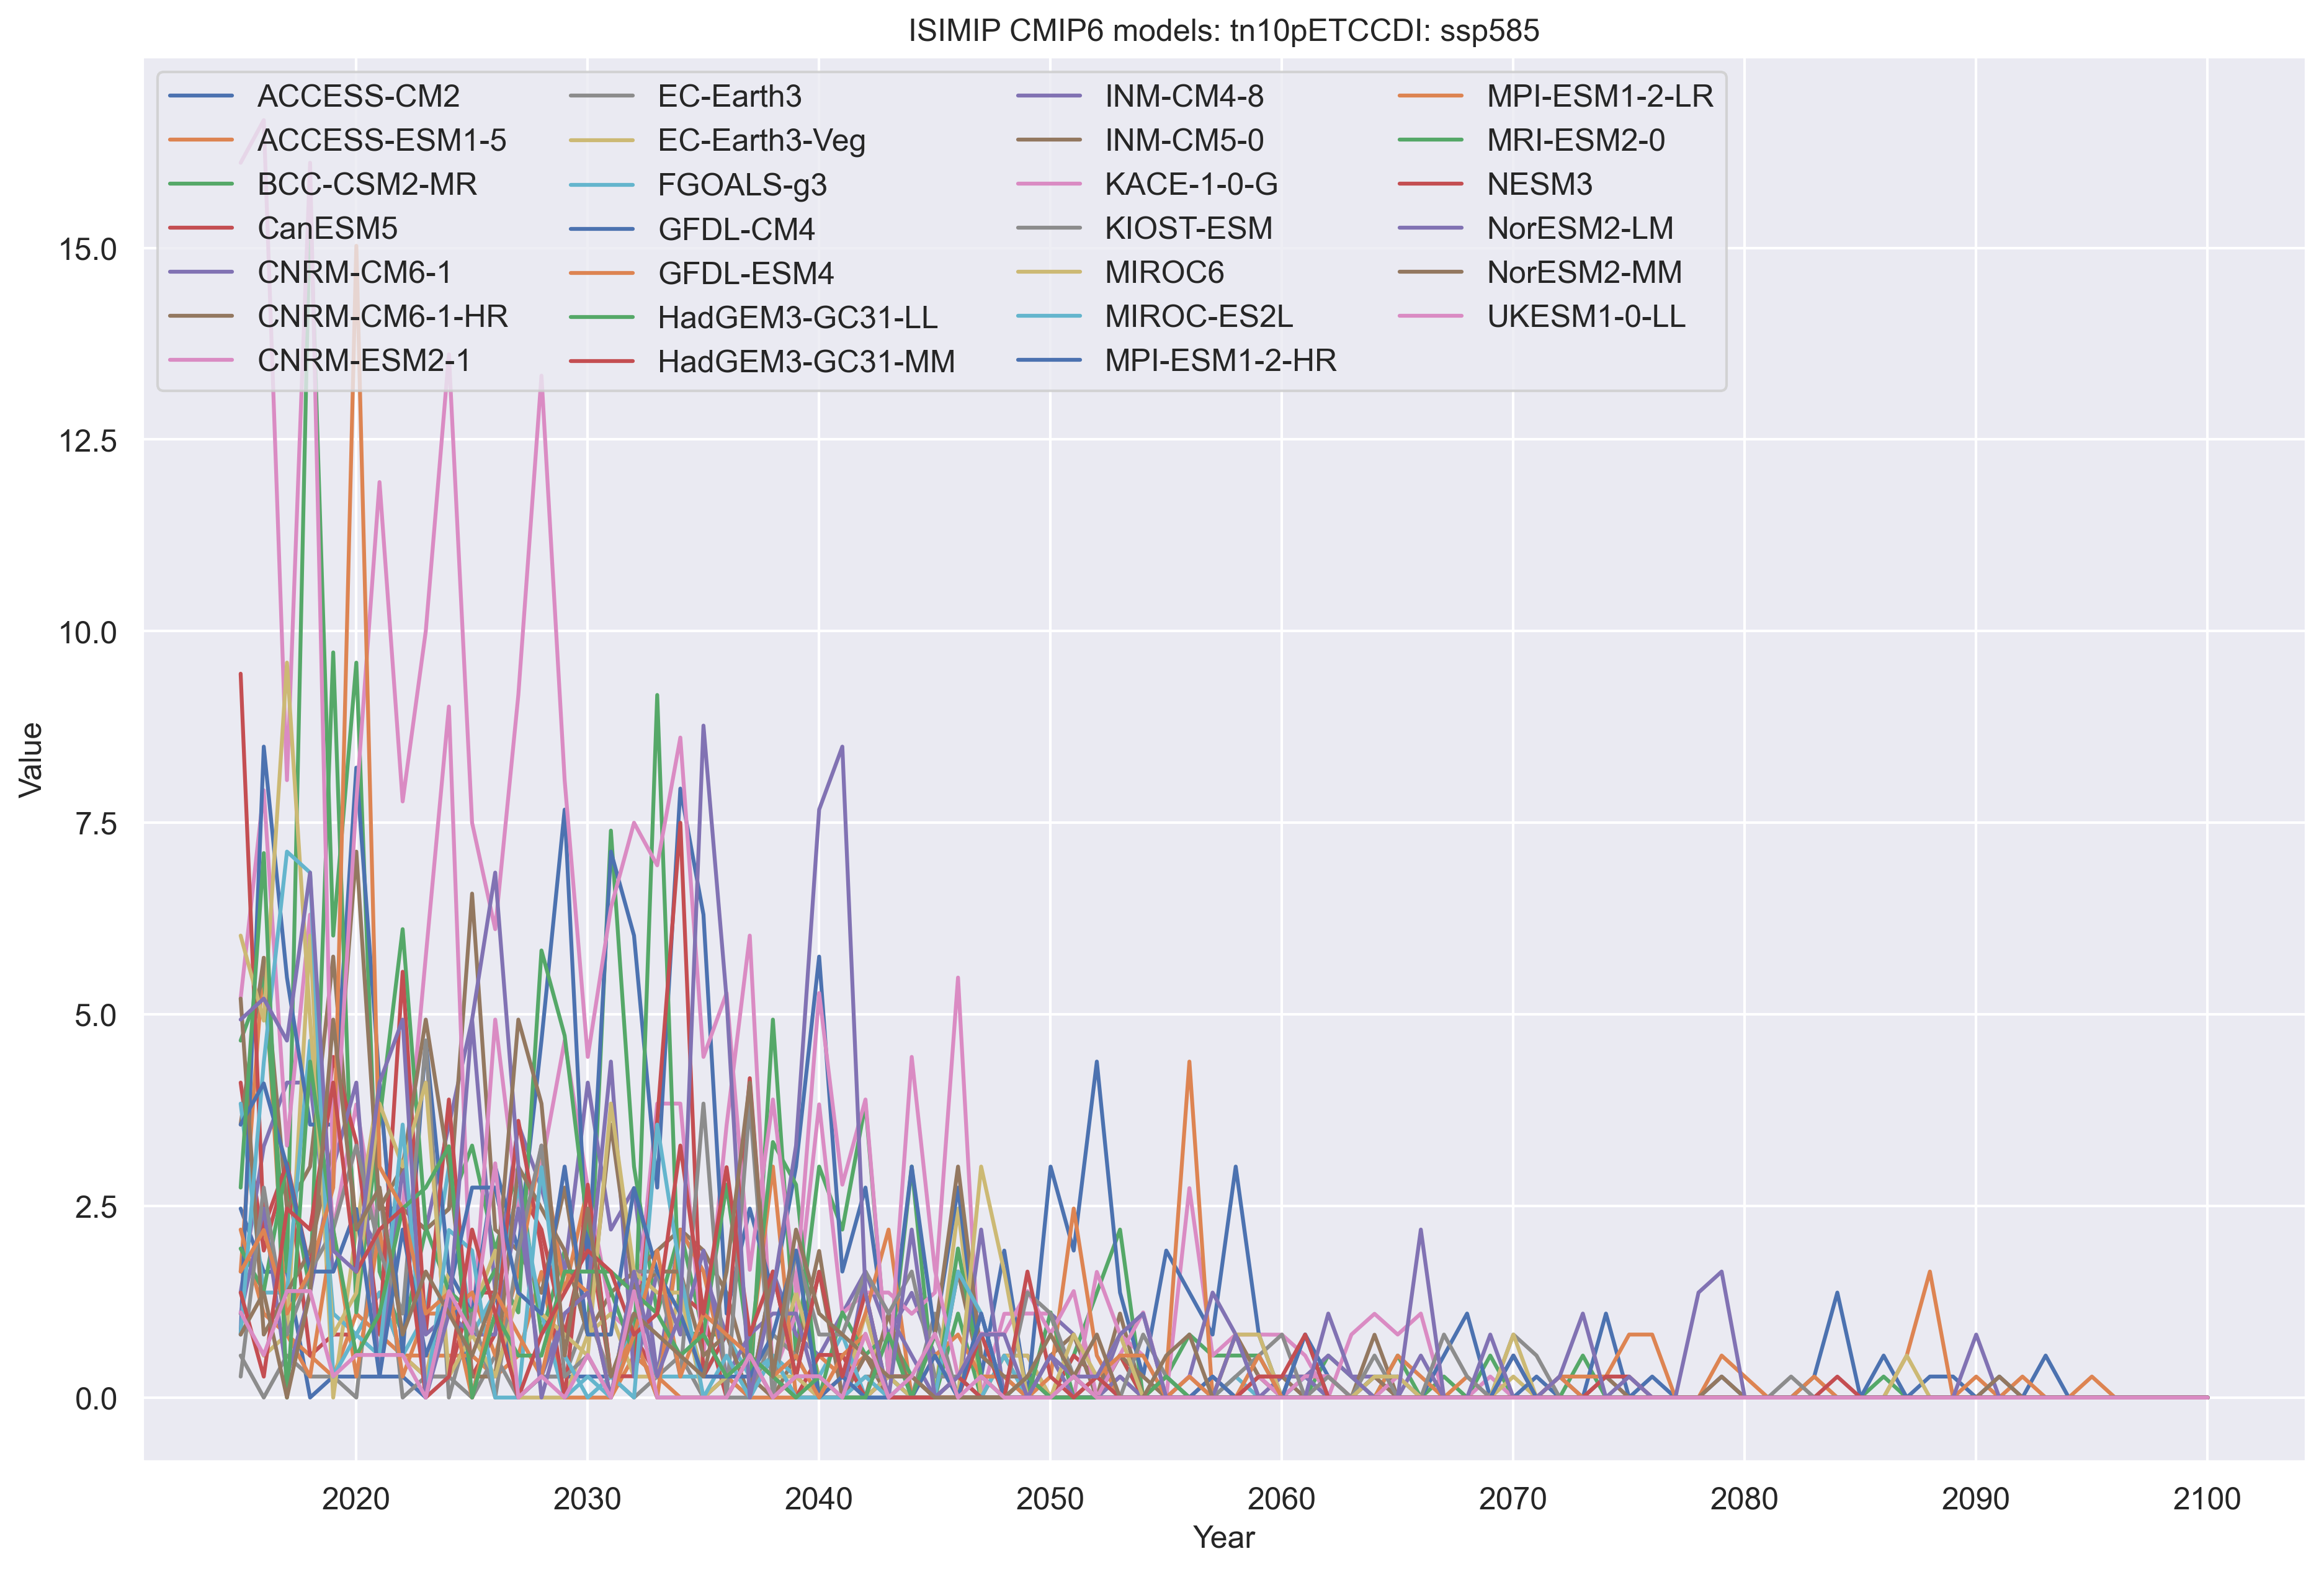 ISIMIP CMIP6 models: tn10pETCCDI: ssp585
ACCESS-CM2
ACCESS-ESM1-5
BCC-CSM2-MR
CanESM5
CNRM-CM6-1
CNRM-CM6-1-HR
CNRM-ESM2-1
EC-Earth3
EC-Earth3-Veg
FGOALS-g3
GFDL-CM4
GFDL-ESM4
HadGEM3-GC31-LL
HadGEM3-GC31-MM
INM-CM4-8
INM-CM5-0
KACE-1-0-G
KIOST-ESM
MIROC6
MIROC-ES2L
MPI-ESM1-2-HR
MPI-ESM1-2-LR
MRI-ESM2-0
NESM3
NorESM2-LM
NorESM2-MM
UKESM1-0-LL
Value
15.0
12.5
10.0
7.5
5.0
2.5
0.0
2020 2030 2040 2050 2060 2070 2080 2090 2100
Year